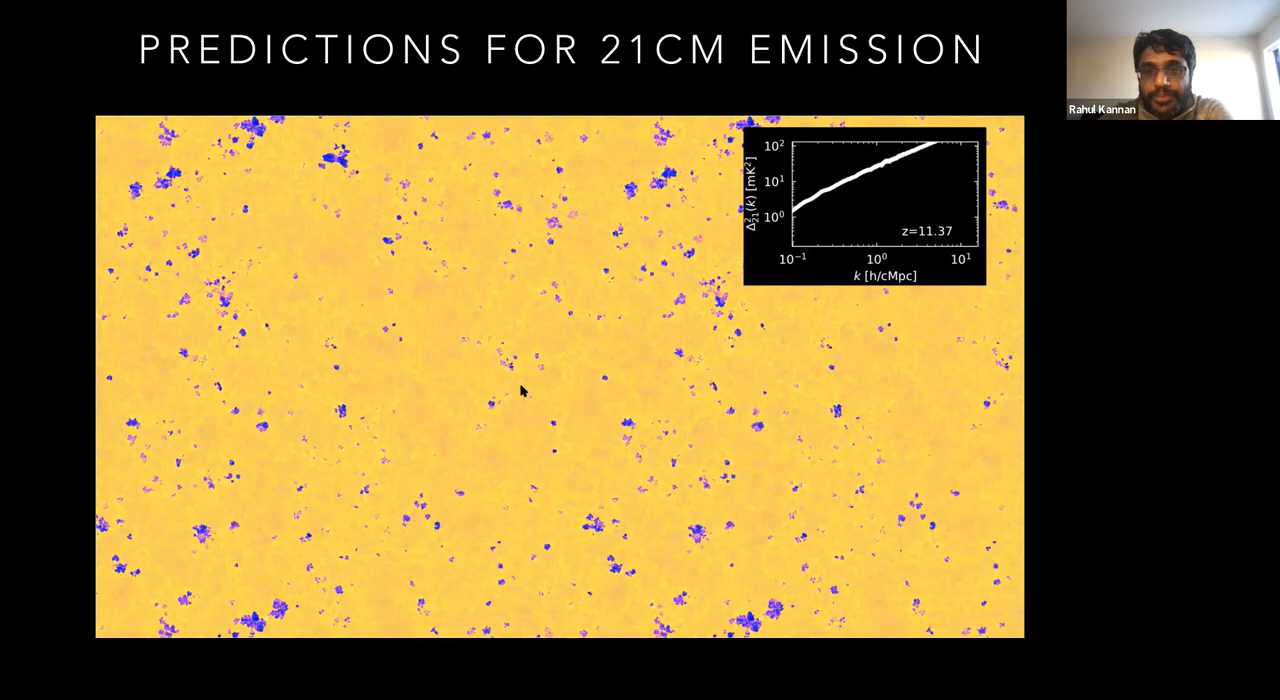 PREDICTIONS FOR 21CM EMISSION
Rahul Kannan
10²
10¹
10⁰
Δ²₂₁(k) [mK²]
z=11.37
10⁻¹
10⁰
10¹
k [h/cMpc]